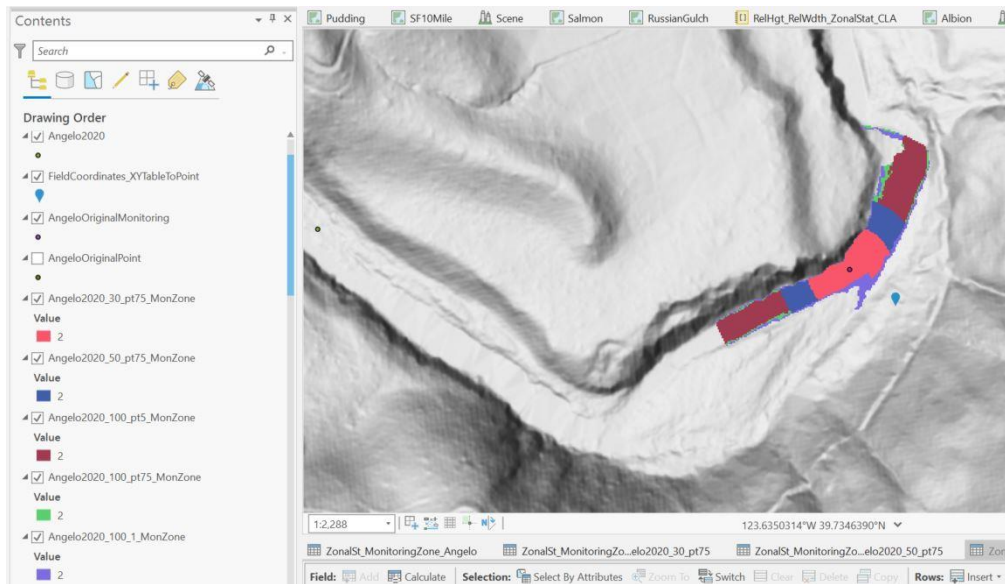 Contents
Pudding
SF10Mile
Scene
Salmon
RussianGulch
RelHgt_RelWdth_ZonalStat_CLA
Albion
Search
Drawing Order
Angelo2020
FieldCoordinates_XYTableToPoint
AngeloOriginalMonitoring
AngeloOriginalPoint
Angelo2020_30_pt75_MonZone
Value
2
Angelo2020_50_pt75_MonZone
Value
2
Angelo2020_100_pt5_MonZone
Value
2
Angelo2020_100_pt75_MonZone
Value
2
Angelo2020_100_1_MonZone
Value
2
1:2,288
123.6350314°W 39.7346390°N
ZonalSt_MonitoringZone_Angelo
ZonalSt_MonitoringZo...elo2020_30_pt75
ZonalSt_MonitoringZo...elo2020_50_pt75
Zon
Field:
Add
Calculate
Selection:
Select By Attributes
Zoom To
Switch
Clear
Delete
Copy
Rows:
Insert